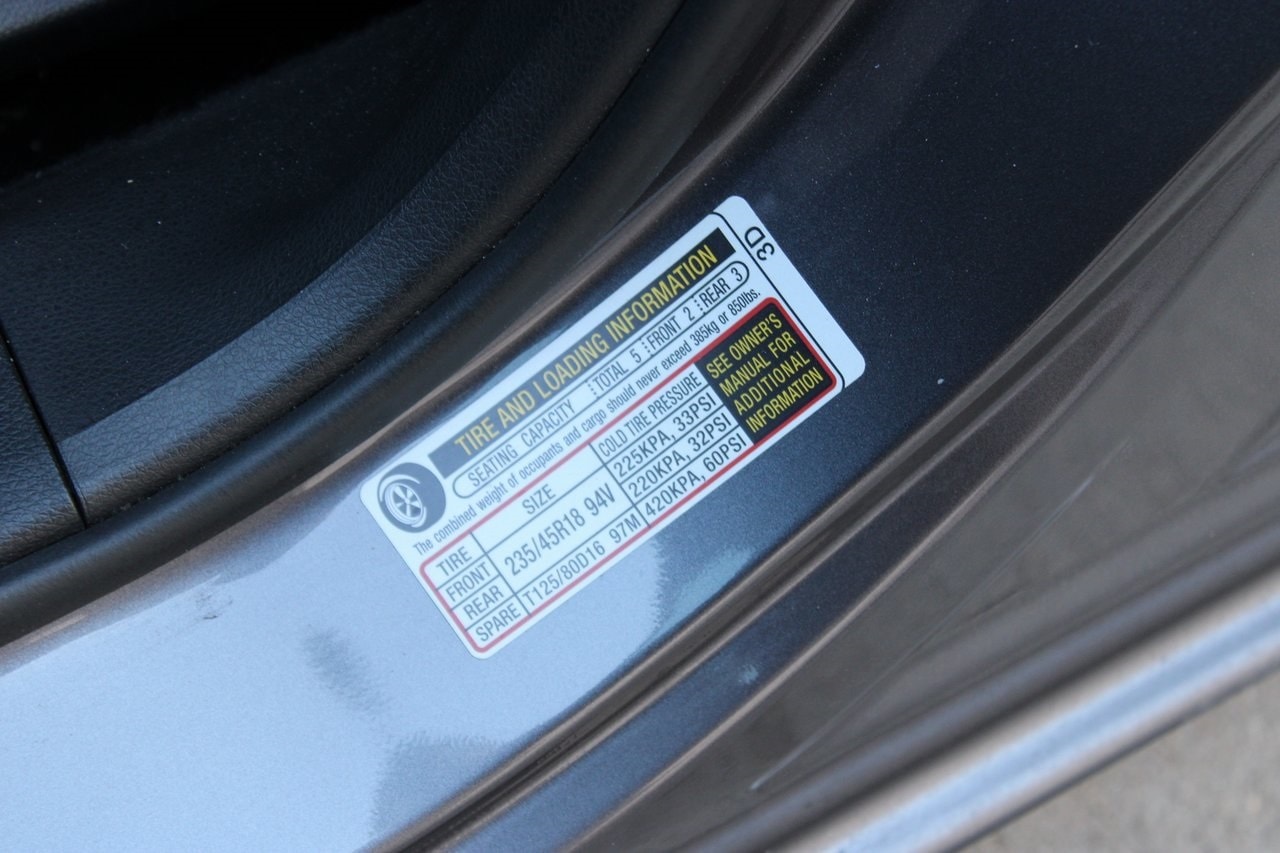 3D
TIRE AND LOADING INFORMATION
SEATING CAPACITY TOTAL 5 FRONT 2 REAR 3
The combined weight of occupants and cargo should never exceed 385kg or 850lbs.
TIRE SIZE COLD TIRE PRESSURE
FRONT 235/45R18 94V 225KPA, 33PSI
REAR 220KPA, 32PSI
SPARE T125/80D16 97M 420KPA, 60PSI
SEE OWNER'S
MANUAL FOR
ADDITIONAL
INFORMATION